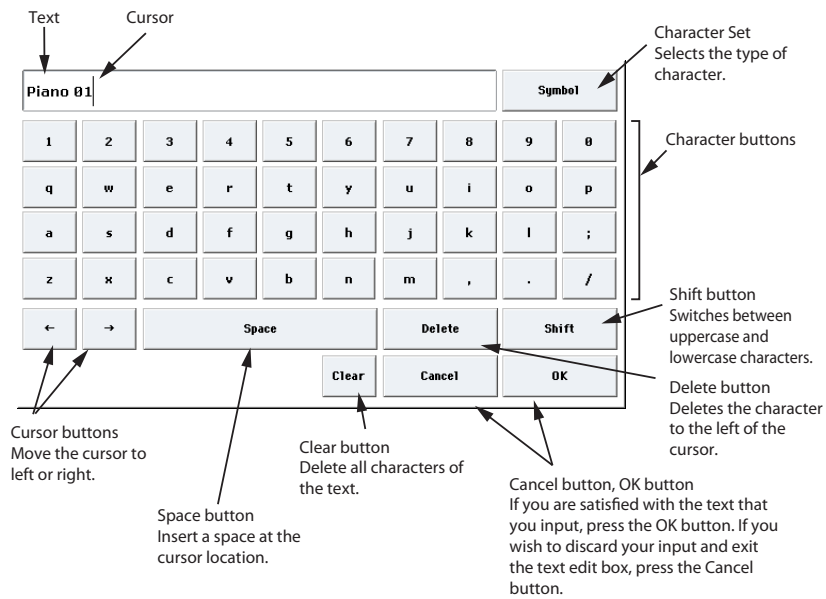 Text
Cursor
Character Set
Selects the type of
character.
Piano 01
Symbol
1 2 3 4 5 6 7 8 9 0
Character buttons
q w e r t y u i o p
a s d f g h j k l ;
z x c v b n m , . /
Shift button
Switches between
uppercase and
lowercase characters.
← → Space Delete Shift
Clear Cancel OK
Delete button
Deletes the character
to the left of the
cursor.
Cursor buttons
Move the cursor to
left or right.
Clear button
Delete all characters of
the text.
Space button
Insert a space at the
cursor location.
Cancel button, OK button
If you are satisfied with the text that
you input, press the OK button. If you
wish to discard your input and exit
the text edit box, press the Cancel
button.